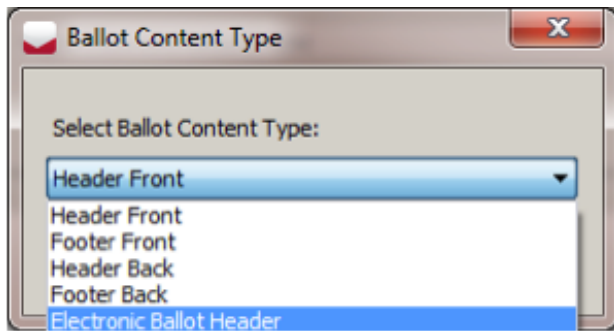 Ballot Content Type
Select Ballot Content Type:
Header Front
Header Front
Footer Front
Header Back
Footer Back
Electronic Ballot Header